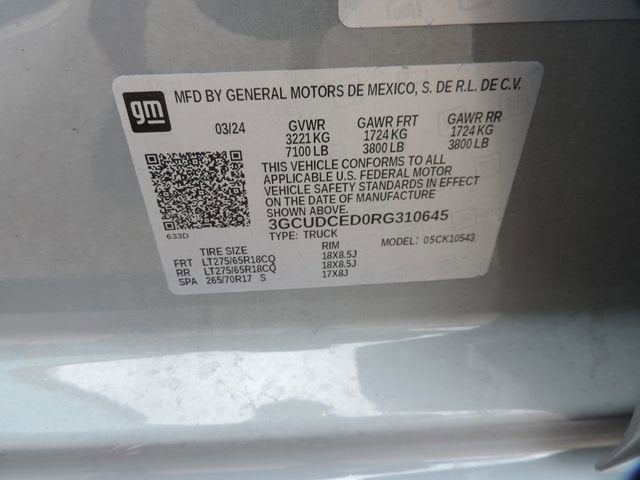 gm
MFD BY GENERAL MOTORS DE MEXICO, S. DE R.L. DE C.V.
03/24 GVWR GAWR FRT GAWR RR
3221 KG 1724 KG 1724 KG
7100 LB 3800 LB 3800 LB
THIS VEHICLE CONFORMS TO ALL
APPLICABLE U.S. FEDERAL MOTOR
VEHICLE SAFETY STANDARDS IN EFFECT
ON THE DATE OF MANUFACTURE
SHOWN ABOVE.
3GCUDCED0RG310645
633D TYPE: TRUCK MODEL: 05CK10543
TIRE SIZE RIM
FRT LT275/65R18CQ 18X8.5J
RR LT275/65R18CQ 18X8.5J
SPA 265/70R17 S 17X8J